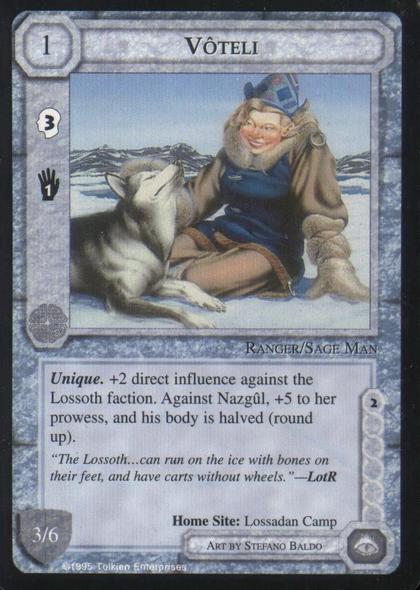 1
VÔTELI
3
1
RANGER/SAGE MAN
Unique. +2 direct influence against the
Lossoth faction. Against Nazgûl, +5 to her
prowess, and his body is halved (round
up).
2
“The Lossoth...can run on the ice with bones on
their feet, and have carts without wheels.”—LotR
Home Site: Lossadan Camp
3/6
ART BY STEFANO BALDO
©1995 Tolkien Enterprises